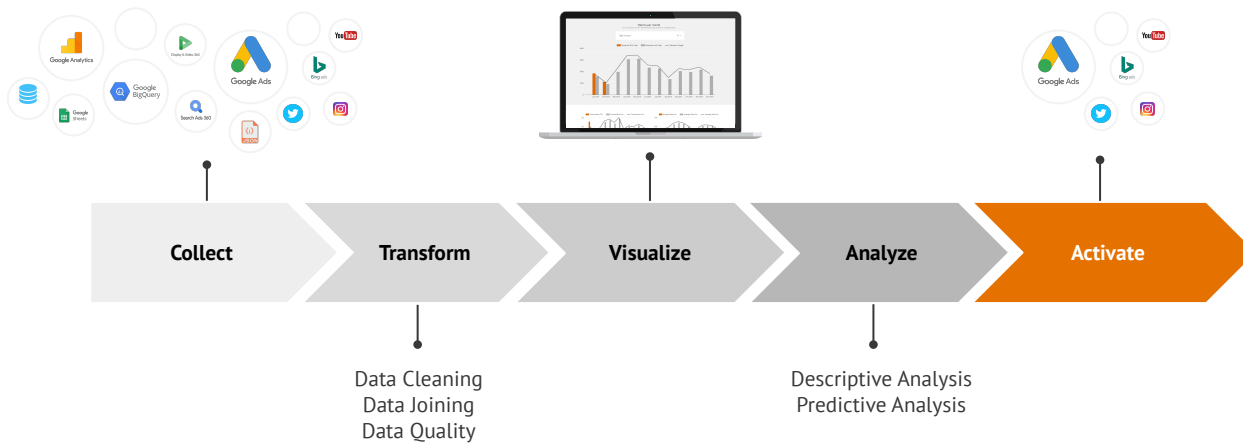 Google Analytics
Display & Video 360
Google Ads
YouTube
Bing ads
Google BigQuery
Google Sheets
Search Ads 360
{}
JSON
Google Ads
YouTube
Bing ads
Collect
Transform
Visualize
Analyze
Activate
Data Cleaning
Data Joining
Data Quality
Descriptive Analysis
Predictive Analysis